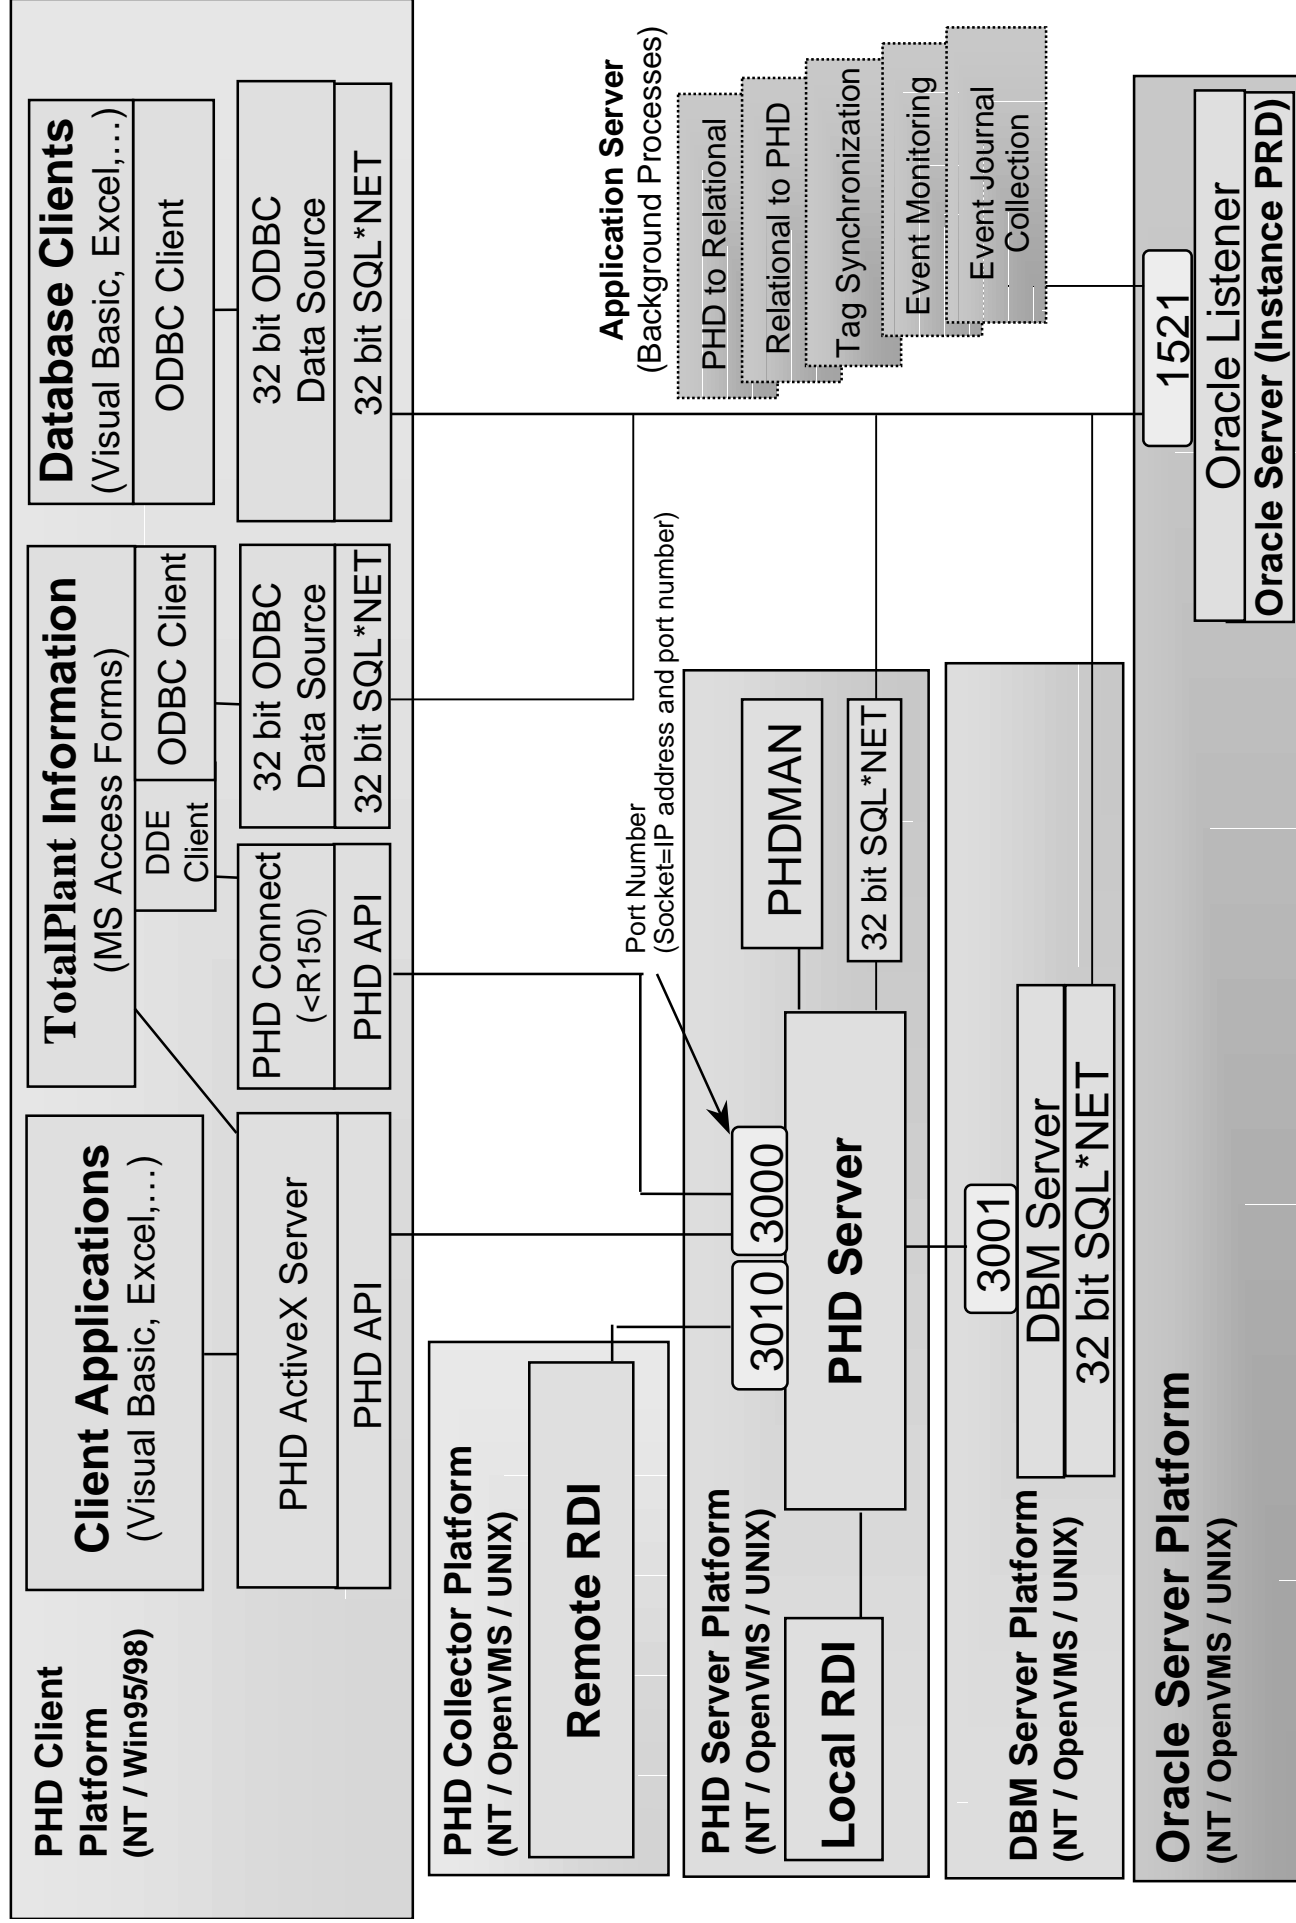 PHD Client
Platform
(NT / Win95/98)
Client Applications
(Visual Basic, Excel,…)
PHD ActiveX Server
PHD API
TotalPlant Information
(MS Access Forms)
DDE
Client
ODBC Client
PHD Connect
(<R150)
PHD API
32 bit ODBC
Data Source
32 bit SQL*NET
Database Clients
(Visual Basic, Excel,…)
ODBC Client
32 bit ODBC
Data Source
32 bit SQL*NET
PHD Collector Platform
(NT / OpenVMS / UNIX)
Remote RDI
Port Number
(Socket=IP address and port number)
Application Server
(Background Processes)
PHD to Relational
Relational to PHD
Tag Synchronization
Event Monitoring
Event Journal
Collection
PHD Server Platform
(NT / OpenVMS / UNIX)
Local RDI
3010
3000
PHD Server
PHDMAN
32 bit SQL*NET
DBM Server Platform
(NT / OpenVMS / UNIX)
3001
DBM Server
32 bit SQL*NET
Oracle Server Platform
(NT / OpenVMS / UNIX)
1521
Oracle Listener
Oracle Server (Instance PRD)